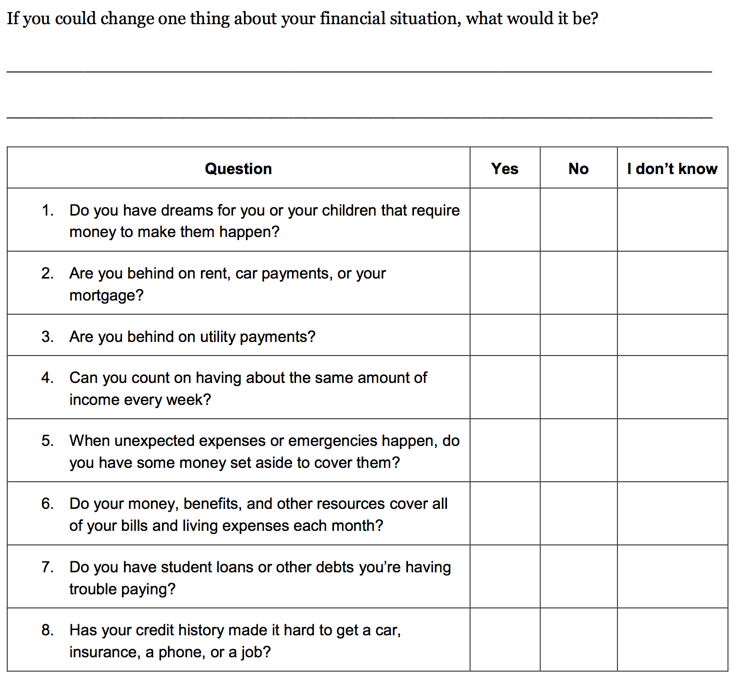 If you could change one thing about your financial situation, what would it be?
Question Yes No I don't know
1. Do you have dreams for you or your children that require
money to make them happen?
2. Are you behind on rent, car payments, or your
mortgage?
3. Are you behind on utility payments?
4. Can you count on having about the same amount of
income every week?
5. When unexpected expenses or emergencies happen, do
you have some money set aside to cover them?
6. Do your money, benefits, and other resources cover all
of your bills and living expenses each month?
7. Do you have student loans or other debts you're having
trouble paying?
8. Has your credit history made it hard to get a car,
insurance, a phone, or a job?